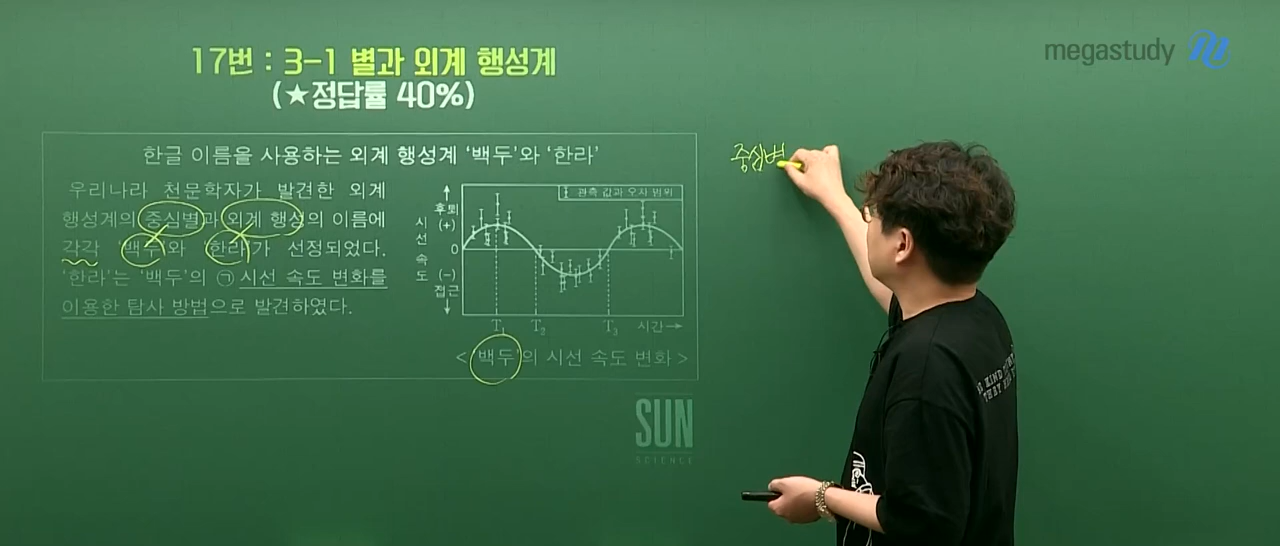 17번 : 3-1 별과 외계 행성계
(★정답률 40%)
megastudy
한글 이름을 사용하는 외계 행성계 ‘백두’와 ‘한라’
우리나라 천문학자가 발견한 외계
행성계의 중심별과 외계 행성의 이름에
각각 ‘백두’와 ‘한라’가 선정되었다.
‘한라’는 ‘백두’의 ㉠ 시선 속도 변화를
이용한 탐사 방법으로 발견하였다.
관측 값과 오차 범위
후퇴
(+)
시선속도
0
(-)
접근
T₁ T₂ T₃ 시간→
<‘백두’의 시선 속도 변화>
중심별
SUN
SCIENCE